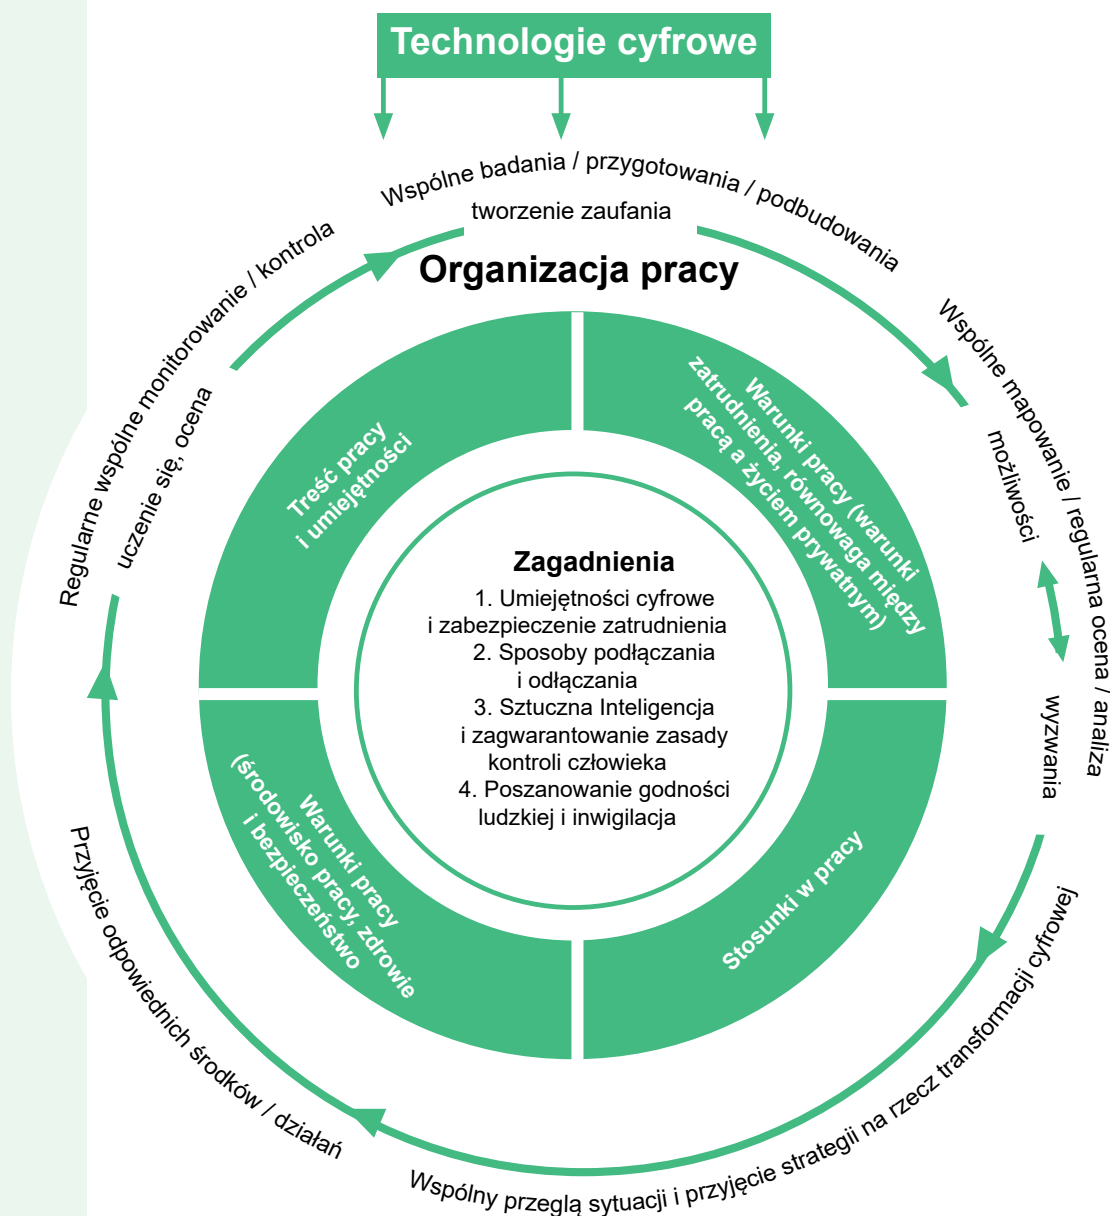 Technologie cyfrowe
Wspólne badania / przygotowania / podbudowania
tworzenie zaufania
Organizacja pracy
Regularne wspólne monitorowanie / kontrola
uczenie się, ocena
Wspólne mapowanie / regularna ocena / analiza
możliwości
wyzwania
Treść pracy
i umiejętności
Warunki pracy (warunki
zatrudnienia, równowaga między
pracą a życiem prywatnym)
Zagadnienia
1. Umiejętności cyfrowe
i zabezpieczenie zatrudnienia
2. Sposoby podłączania
i odłączania
3. Sztuczna Inteligencja
i zagwarantowanie zasady
kontroli człowieka
4. Poszanowanie godności
ludzkiej i inwigilacja
Warunki pracy
(środowisko pracy, zdrowie
i bezpieczeństwo
Stosunki w pracy
Przyjęcie odpowiednich środków / działań
Wspólny przeglą sytuacji i przyjęcie strategii na rzecz transformacji cyfrowej